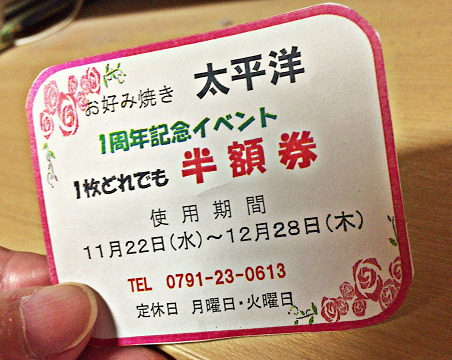 お好み焼き 太平洋
1周年記念イベント
1枚どれでも 半額券
使用期間
11月22日(水)～12月28日(木)
TEL 0791-23-0613
定休日 月曜日・火曜日